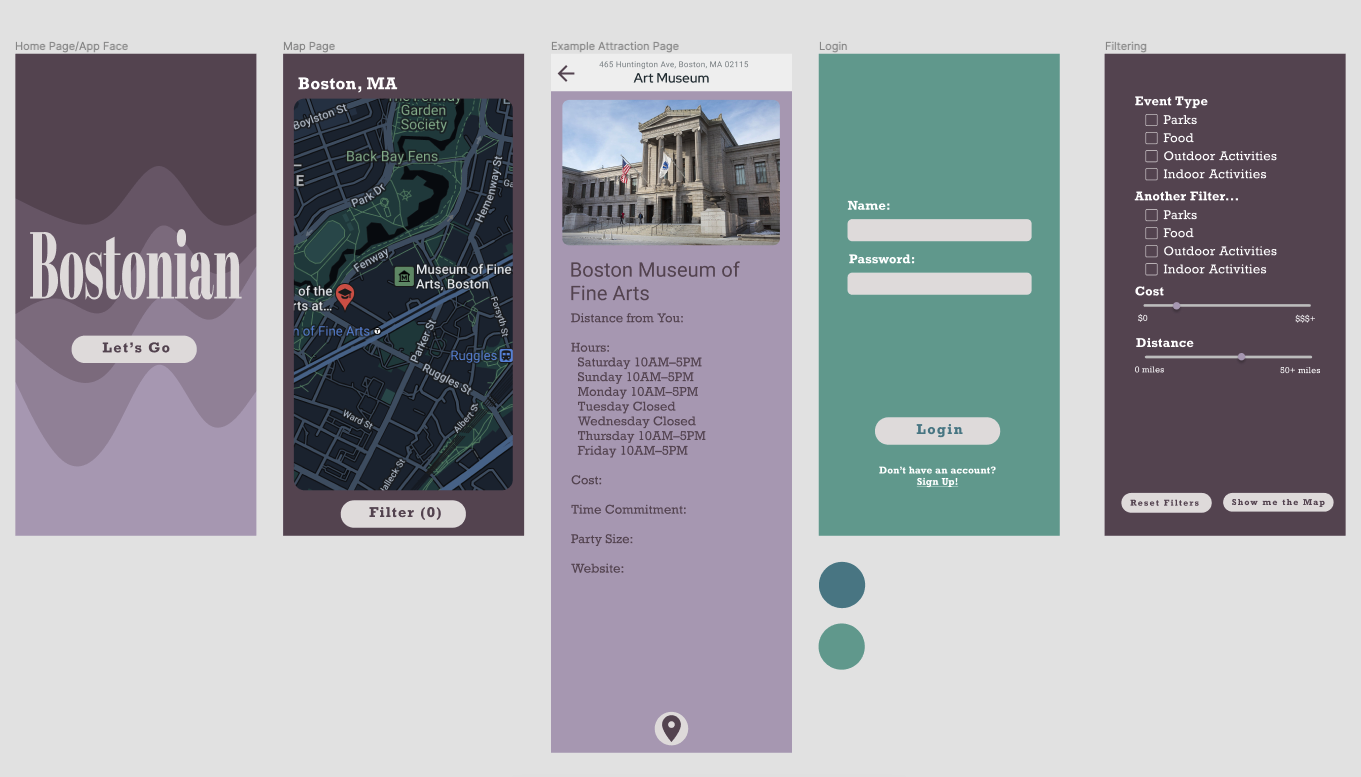 Home Page/App Face
Bostonian
Let's Go
Map Page
Boston, MA
Boylston St
The Fenway
Garden
Society
Back Bay Fens
E
Park Dr
Hemenway St
Ga
Fenway
Museum of Fine
Arts, Boston
of the
rts at...
n of Fine Arts
T
Forsyth St
Parker St
Ruggles
Ruggles St
Ward St
Albert St
Halleck St
Filter (0)
Example Attraction Page
465 Huntington Ave, Boston, MA 02115
Art Museum
Boston Museum of
Fine Arts
Distance from You:
Hours:
Saturday 10AM–5PM
Sunday 10AM–5PM
Monday 10AM–5PM
Tuesday Closed
Wednesday Closed
Thursday 10AM–5PM
Friday 10AM–5PM
Cost:
Time Commitment:
Party Size:
Website:
Login
Name:
Password:
Login
Don't have an account?
Sign Up!
Filtering
Event Type
Parks
Food
Outdoor Activities
Indoor Activities
Another Filter...
Parks
Food
Outdoor Activities
Indoor Activities
Cost
$0 $$$+
Distance
0 miles 50+ miles
Reset Filters Show me the Map